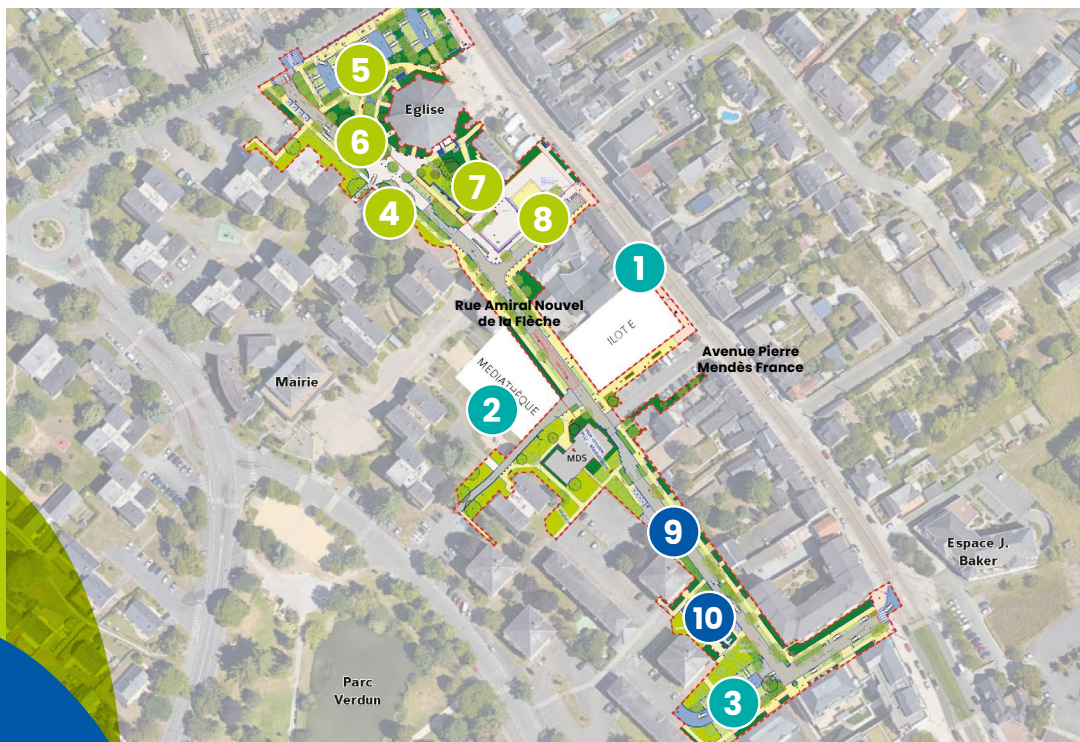 5
Eglise
6
7
4
8
1
Rue Amiral Nouvel
de la Flèche
ILOT E
Avenue Pierre
Mendès France
Mairie
MEDIATHÈQUE
2
MDS
9
Espace J.
Baker
10
Parc
Verdun
3